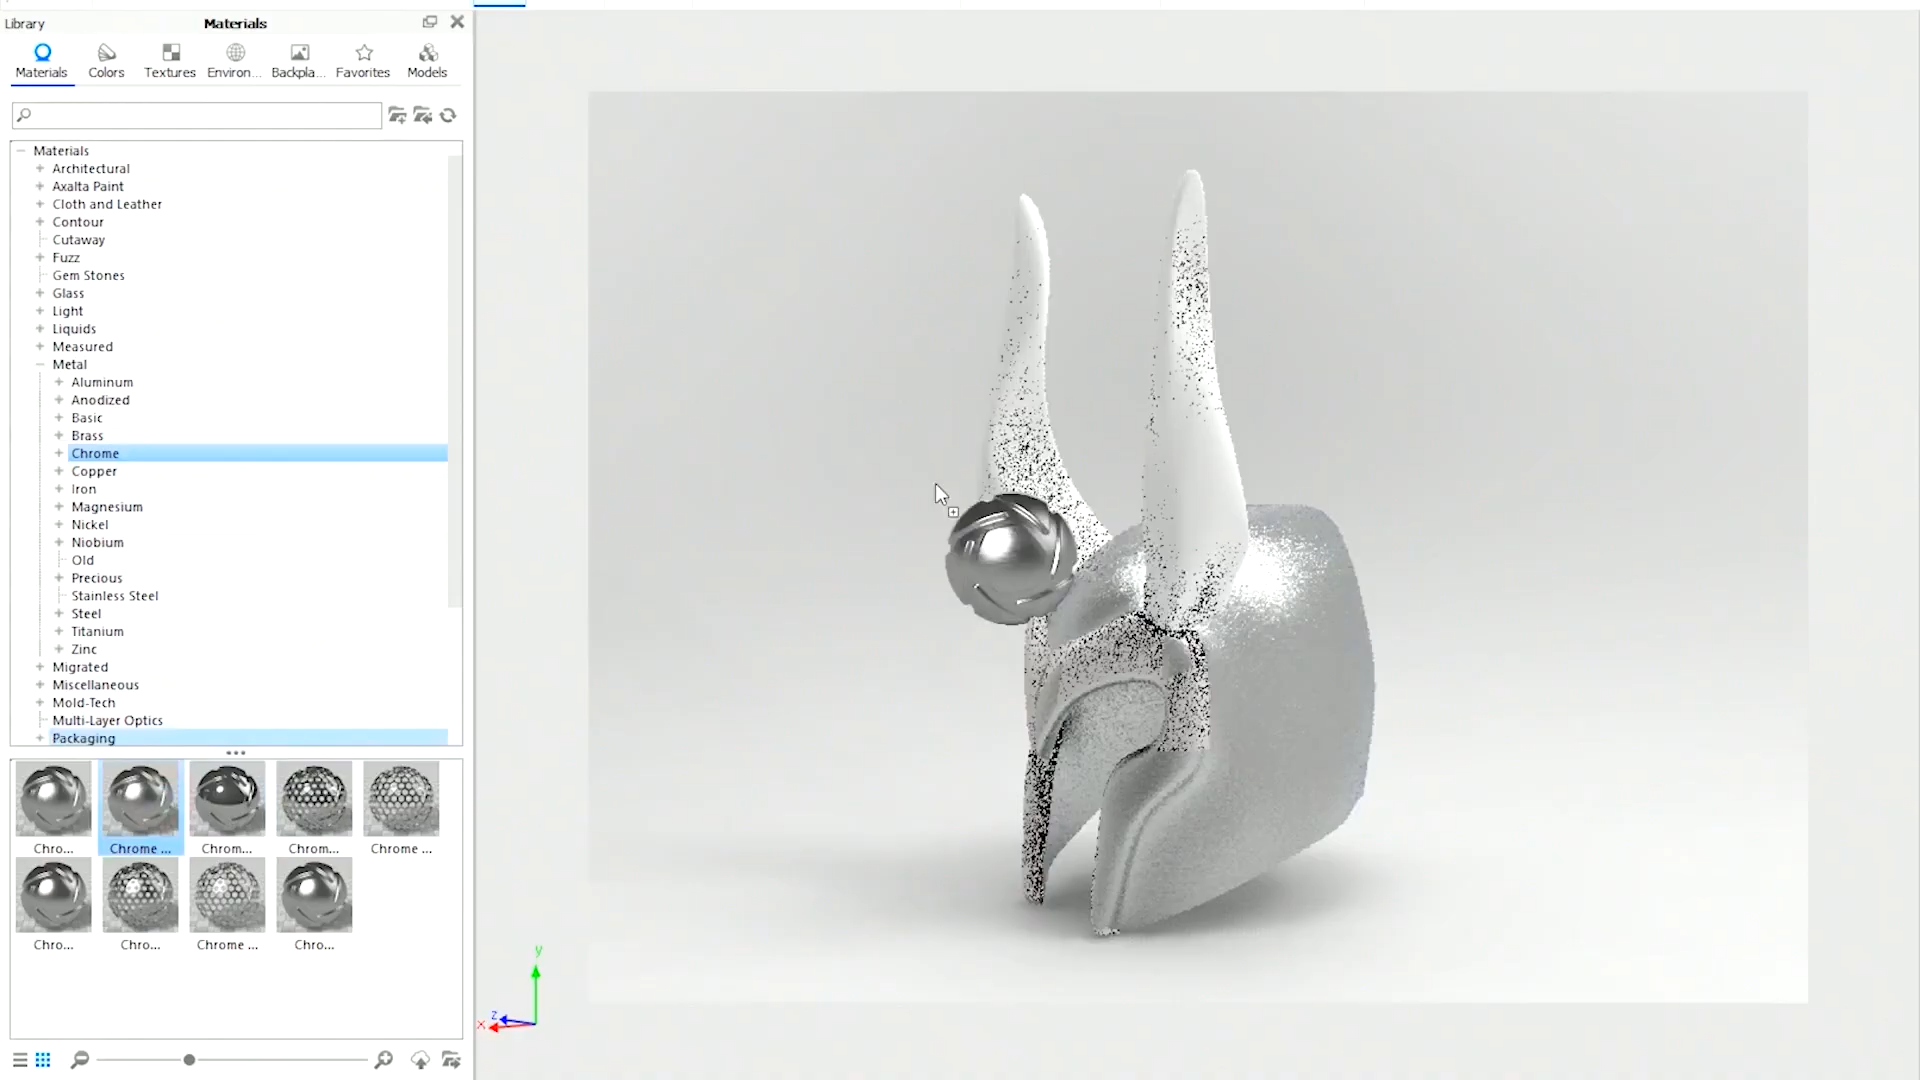 Library
Materials
Materials Colors Textures Environ... Backpla... Favorites Models
Materials
Architectural
Axalta Paint
Cloth and Leather
Contour
Cutaway
Fuzz
Gem Stones
Glass
Light
Liquids
Measured
Metal
Aluminum
Anodized
Basic
Brass
Chrome
Copper
Iron
Magnesium
Nickel
Niobium
Old
Precious
Stainless Steel
Steel
Titanium
Zinc
Migrated
Miscellaneous
Mold-Tech
Multi-Layer Optics
Packaging
Chro... Chrome ... Chrom... Chrom... Chrome ...
Chro... Chro... Chrome ... Chro...
y
z
x